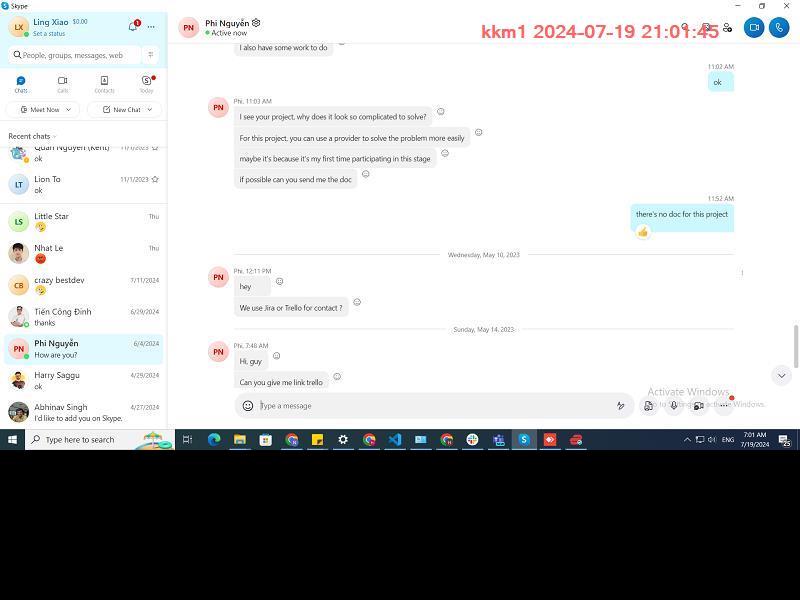 Skype
Ling Xiao $0.00
Set a status
1
People, groups, messages, web
Chats
Calls
Contacts
Today
Meet Now
New Chat
Recent chats
Quan Nguyen (Kent) 11/1/2023
ok
LT
Lion To 11/1/2023
ok
LS
Little Star Thu
Nhat Le Thu
CB
crazy bestdev 7/11/2024
Tiến Công Đinh 6/29/2024
thanks
PN
Phi Nguyễn 6/4/2024
How are you?
Harry Saggu 4/29/2024
ok
Abhinav Singh 4/27/2024
I'd like to add you on Skype.
LX
PN
Phi Nguyễn
Active now
kkm1 2024-07-19 21:01:45
I also have some work to do
11:02 AM
ok
PN
Phi, 11:03 AM
I see your project, why does it look so complicated to solve?
For this project, you can use a provider to solve the problem more easily
maybe it's because it's my first time participating in this stage
if possible can you send me the doc
11:52 AM
there's no doc for this project
Wednesday, May 10, 2023
PN
Phi, 12:11 PM
hey
We use Jira or Trello for contact ?
Sunday, May 14, 2023
PN
Phi, 7:48 AM
Hi, guy
Can you give me link trello
Type a message
Activate Windows
Type here to search
ENG
7:01 AM
7/19/2024
25